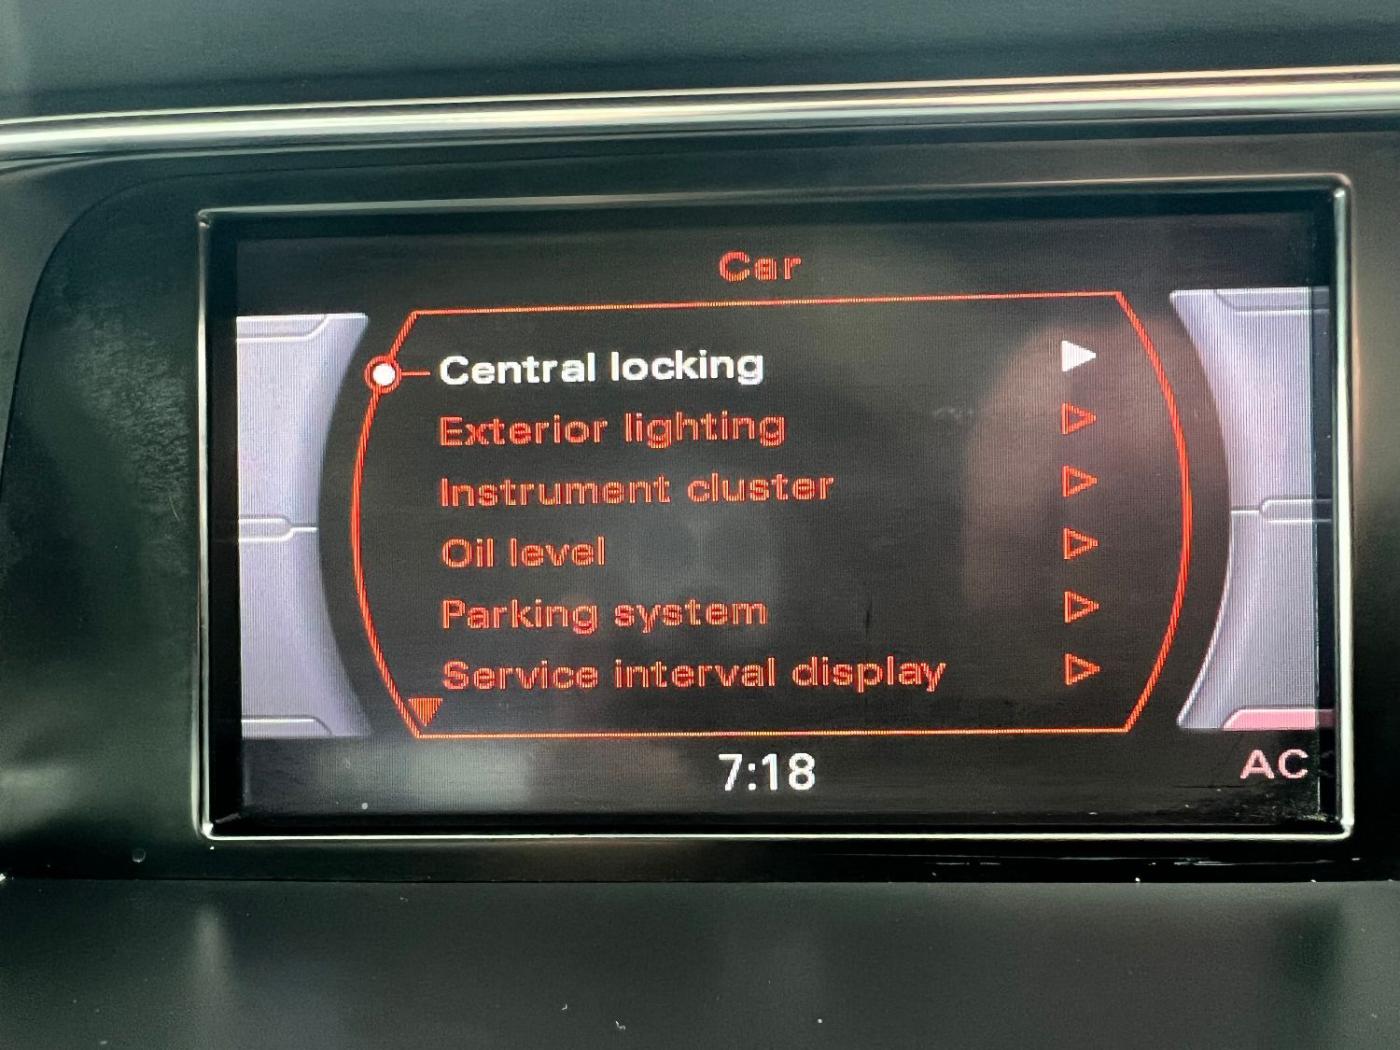 Car
Central locking
Exterior lighting
Instrument cluster
Oil level
Parking system
Service interval display
7:18
AC